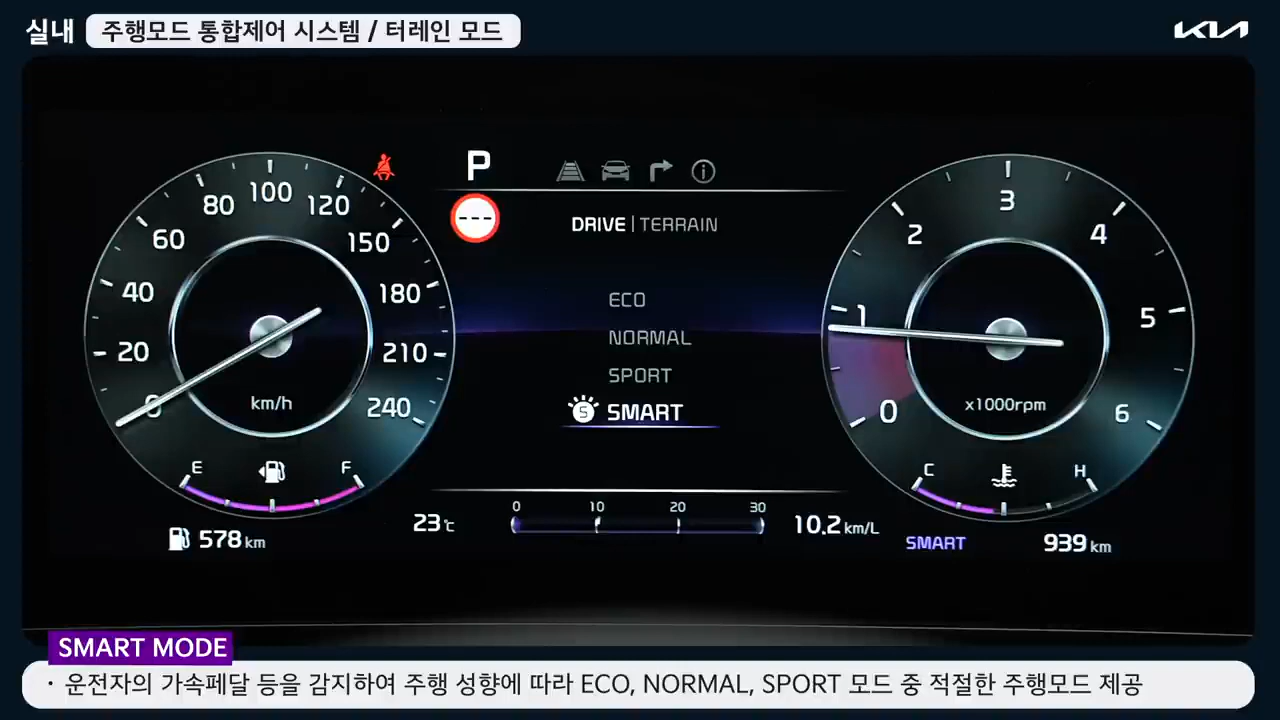 실내 주행모드 통합제어 시스템 / 터레인 모드
KIA
P
DRIVE | TERRAIN
ECO
NORMAL
SPORT
S SMART
0
20
40
60
80
100
120
150
180
210
240
km/h
E F
578 km
23℃
0 10 20 30
10.2 km/L
0
1
2
3
4
5
6
x1000rpm
C H
SMART
939 km
SMART MODE
· 운전자의 가속페달 등을 감지하여 주행 성향에 따라 ECO, NORMAL, SPORT 모드 중 적절한 주행모드 제공